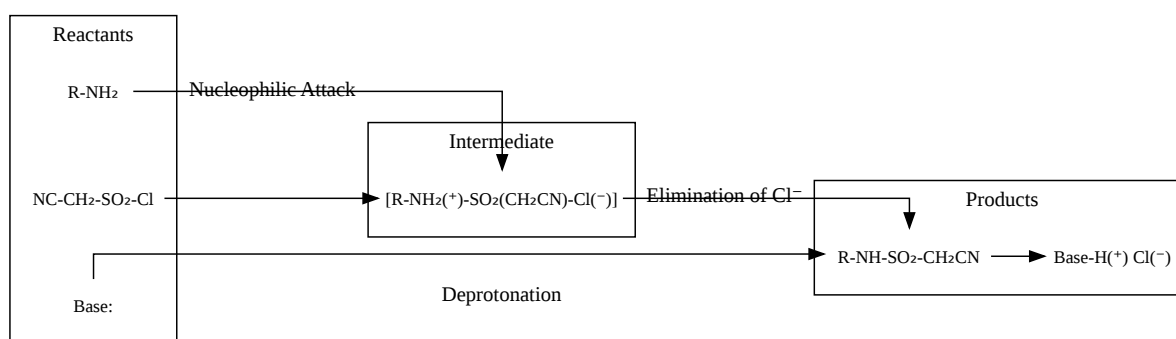 Reactants
R-NH₂
Nucleophilic Attack
Intermediate
NC-CH₂-SO₂-Cl
[R-NH₂(⁺)-SO₂(CH₂CN)-Cl(⁻)]
Elimination of Cl⁻
Products
R-NH-SO₂-CH₂CN
Base-H(⁺) Cl(⁻)
Deprotonation
Base: